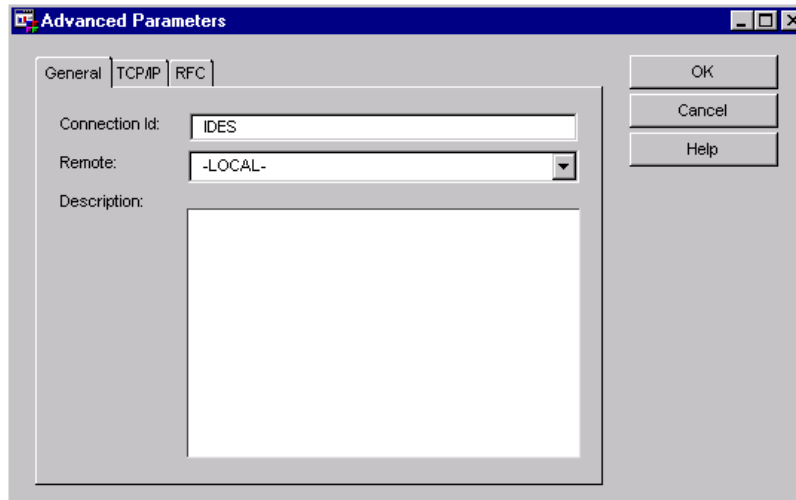 Advanced Parameters
General TCP/IP RFC
OK
Connection Id: IDES
Cancel
Remote: -LOCAL-
Help
Description: